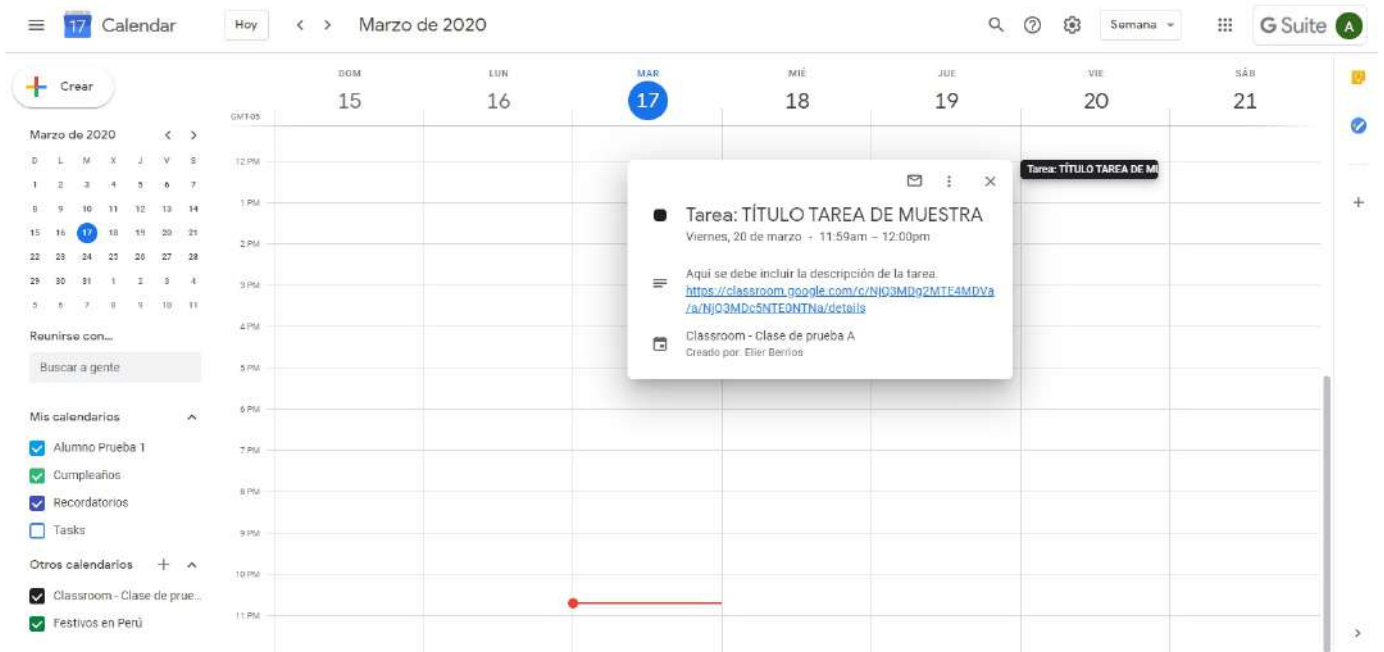 17 Calendar
Hoy
Marzo de 2020
Semana
G Suite
A
Crear
DOM LUN MAR MIÉ JUE VIE SÁB
15 16 17 18 19 20 21
GMT-05
Marzo de 2020
D L M X J V S
1 2 3 4 5 6 7
8 9 10 11 12 13 14
15 16 17 18 19 20 21
22 23 24 25 26 27 28
29 30 31 1 2 3 4
5 6 7 8 9 10 11
Reunirse con...
Buscar a gente
Mis calendarios
Alumno Prueba 1
Cumpleaños
Recordatorios
Tasks
Otros calendarios
Classroom - Clase de prue...
Festivos en Perú
12 PM
1 PM
2 PM
3 PM
4 PM
5 PM
6 PM
7 PM
8 PM
9 PM
10 PM
11 PM
Tarea: TÍTULO TAREA DE MUESTRA
Viernes, 20 de marzo - 11:59am – 12:00pm
Aquí se debe incluir la descripción de la tarea.
https://classroom.google.com/c/NjQ3MDg2MTE4MDVa
/a/NjQ3MDc5NTE0NTNa/details
Classroom - Clase de prueba A
Creado por: Elier Berrios
Tarea: TÍTULO TAREA DE MU